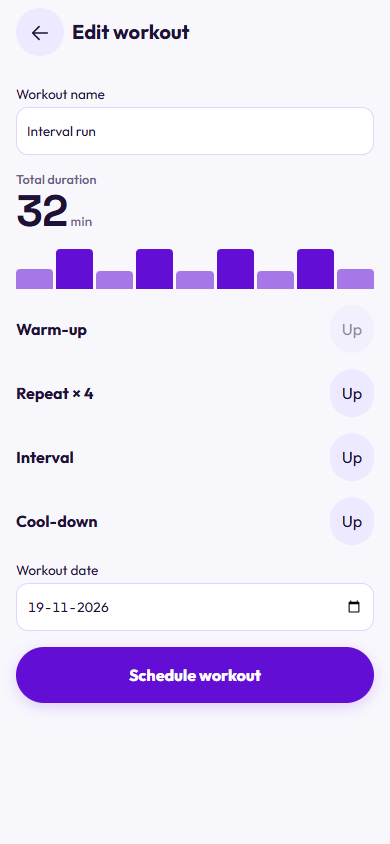 Edit workout
Workout name
Interval run
Total duration
32 min
Warm-up Up
Repeat × 4 Up
Interval Up
Cool-down Up
Workout date
19-11-2026
Schedule workout